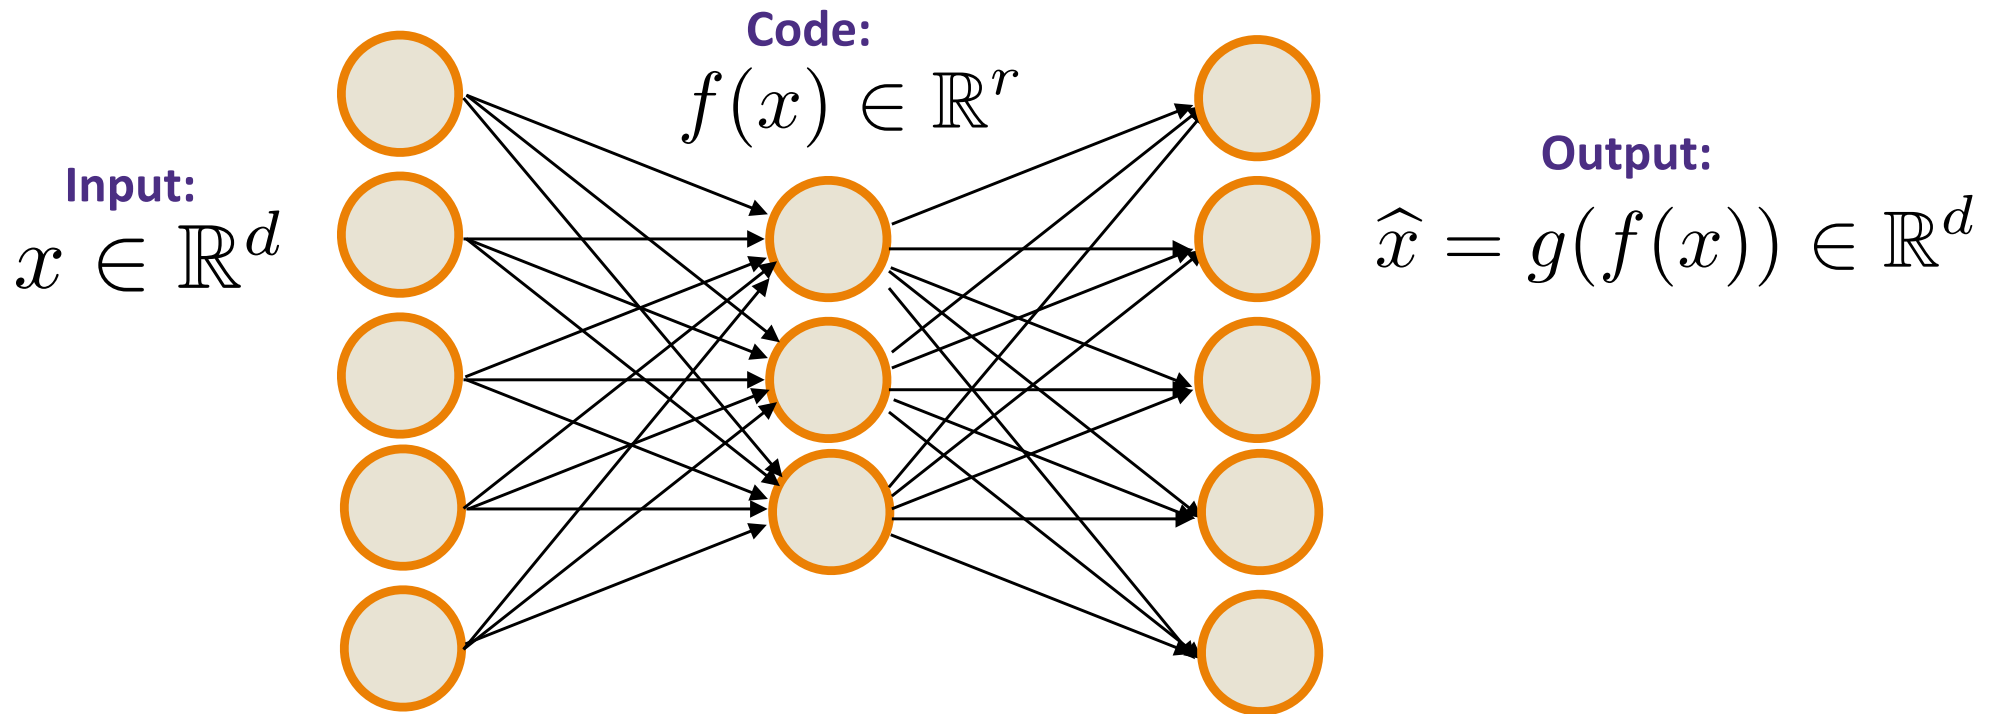 Input:
x ∈ ℝ^d
Code:
f(x) ∈ ℝ^r
Output:
x̂ = g(f(x)) ∈ ℝ^d